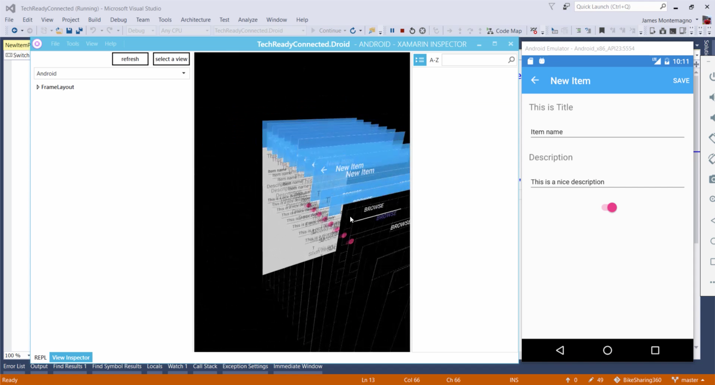 TechReadyConnected (Running) - Microsoft Visual Studio
Quick Launch (Ctrl+Q)
File Edit View Project Build Debug Team Tools Architecture Test Analyze Window Help
James Montemagno
Debug
Any CPU
TechReadyConnected.Droid
Continue
Code Map
NewItemF
Switch
File Tools View Help
TechReadyConnected.Droid - ANDROID - XAMARIN INSPECTOR
refresh
select a view
A-Z
Android
FrameLayout
New Item
New Item
BROWSE
BROWSE
BROWS
Android Emulator - Android_x86_API23:5554
10:11
New Item
SAVE
This is Title
Item name
Description
This is a nice description
REPL View Inspector
100 %
Error List Output Find Results 1 Find Symbol Results Locals Watch 1 Call Stack Exception Settings Immediate Window
Ready
Ln 13
Col 66
Ch 66
INS
0
49
BikeSharing360
master